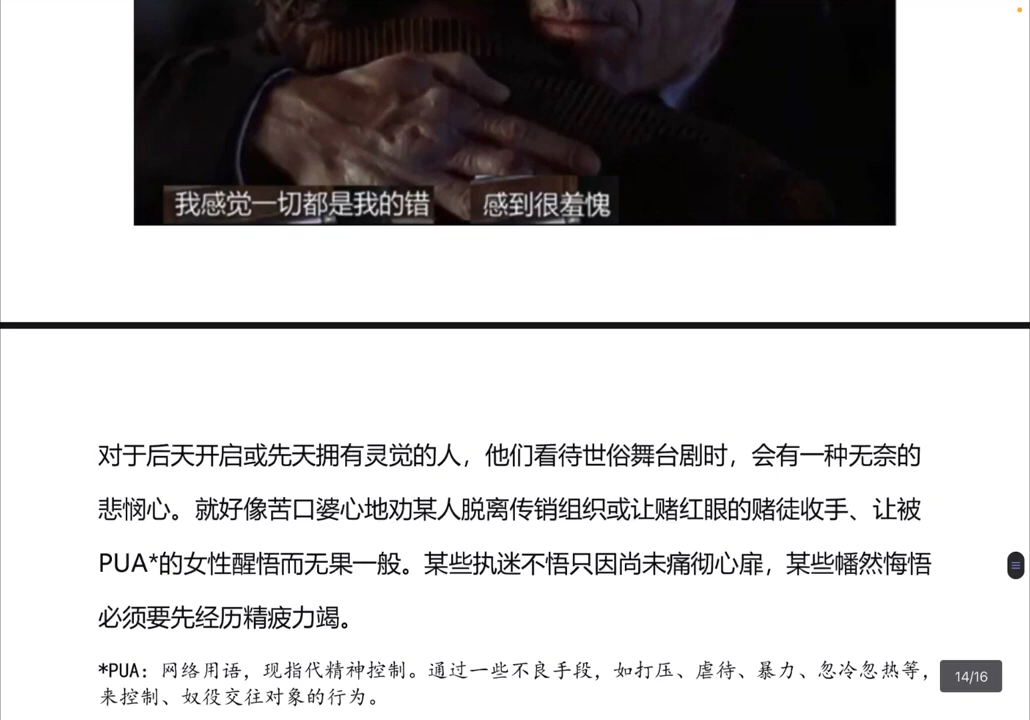 我感觉一切都是我的错 感到很羞愧
对于后天开启或先天拥有灵觉的人，他们看待世俗舞台剧时，会有一种无奈的
悲悯心。就好像苦口婆心地劝某人脱离传销组织或让赌红眼的赌徒收手、让被
PUA*的女性醒悟而无果一般。某些执迷不悟只因尚未痛彻心扉，某些幡然悔悟
必须要先经历精疲力竭。
*PUA：网络用语，现指代精神控制。通过一些不良手段，如打压、虐待、暴力、忽冷忽热等，
来控制、奴役交往对象的行为。
14/16